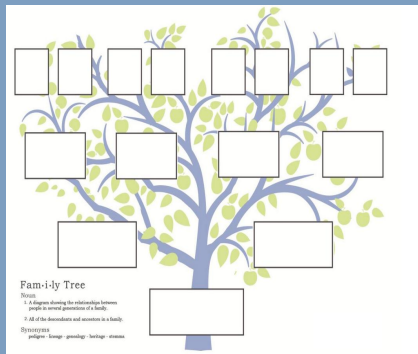 Fam·i·ly Tree
Noun
1. A diagram showing the relationships between
people in several generations of a family.
2. All of the descendants and ancestors in a family.
Synonyms
pedigree - lineage - genealogy - heritage - stemma